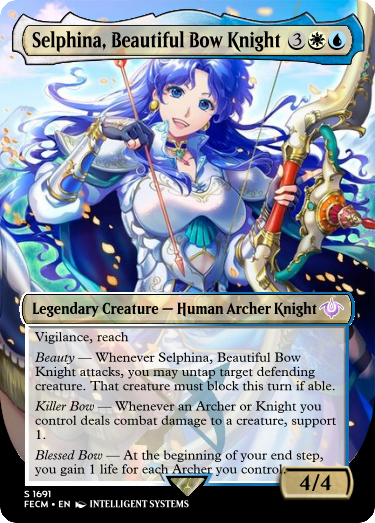 Selphina, Beautiful Bow Knight 3
Legendary Creature — Human Archer Knight
Vigilance, reach
Beauty — Whenever Selphina, Beautiful Bow
Knight attacks, you may untap target defending
creature. That creature must block this turn if able.
Killer Bow — Whenever an Archer or Knight you
control deals combat damage to a creature, support
1.
Blessed Bow — At the beginning of your end step,
you gain 1 life for each Archer you control.
4/4
S 1691
FECM • EN INTELLIGENT SYSTEMS